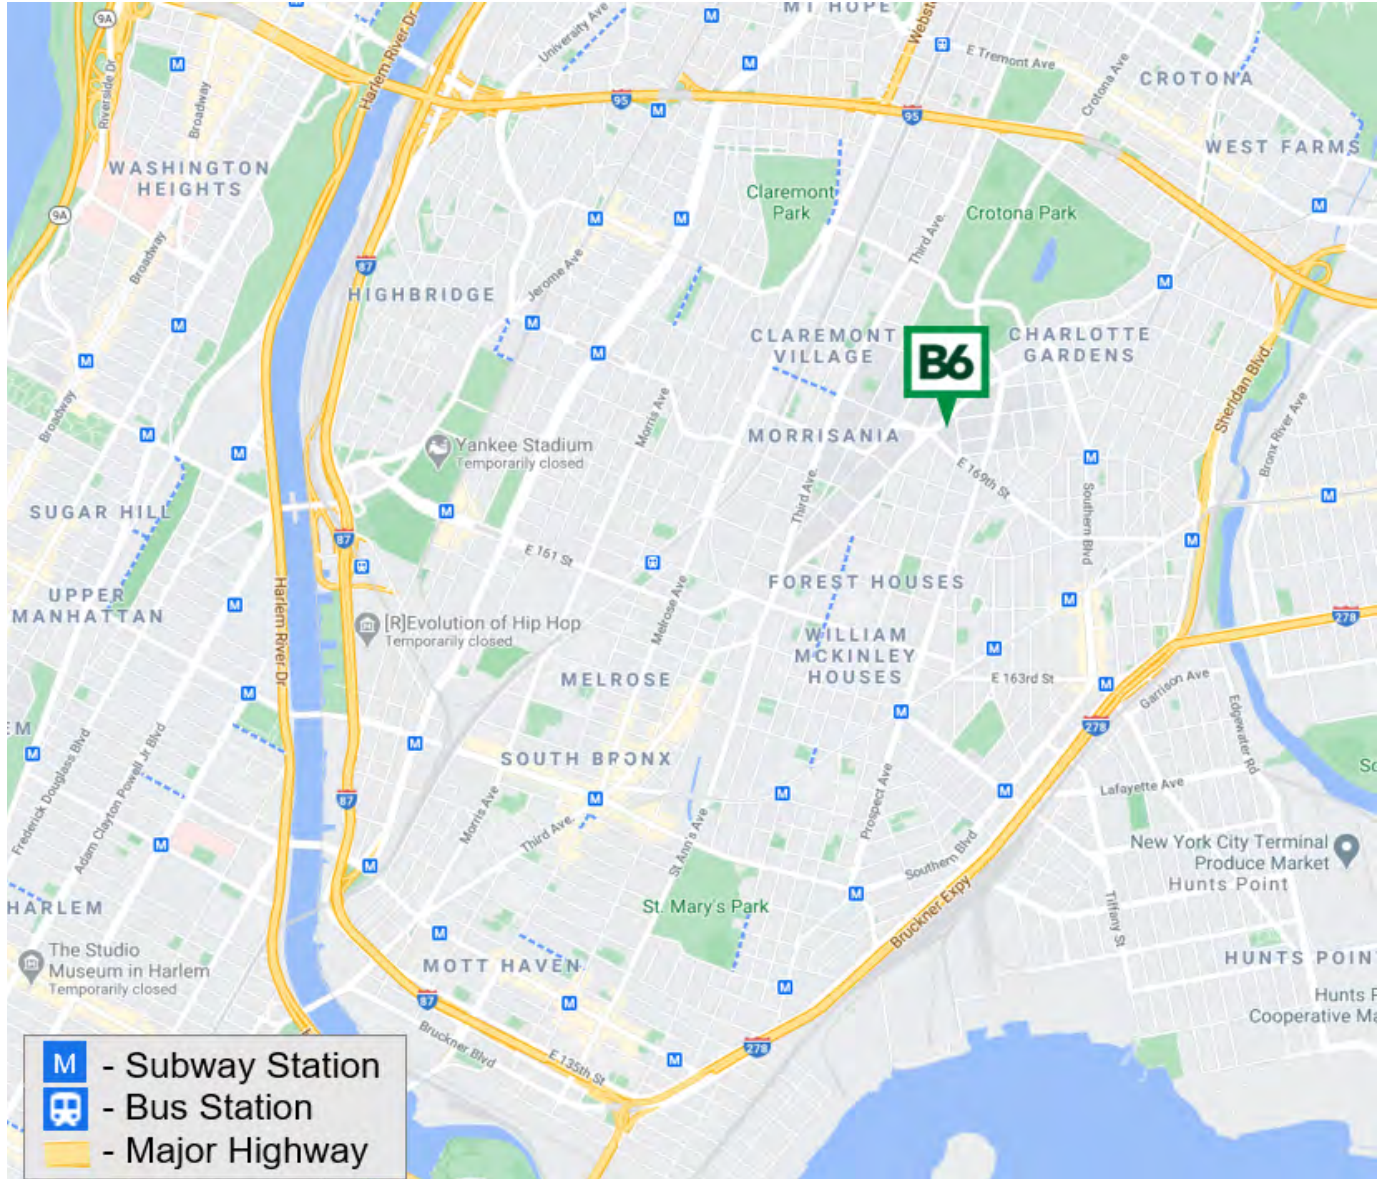 MT HOPE
9A
M
Harlem River Dr
University Ave
E Tremont Ave
Crotona Ave
CROTONA
Riverside Dr
Broadway
95
95
WEST FARMS
WASHINGTON
HEIGHTS
Claremont
Park
Crotona Park
9A
Third Ave.
Broadway
87
Jerome Ave
HIGHBRIDGE
CLAREMONT
VILLAGE
CHARLOTTE
GARDENS
B6
Sheridan Blvd.
Bronx River Ave
Broadway
Morris Ave
MORRISANIA
Yankee Stadium
Temporarily closed
E 169th St
Third Ave.
Southern Blvd
SUGAR HILL
87
E 161 St
FOREST HOUSES
UPPER
MANHATTAN
Harlem River Dr
[R]Evolution of Hip Hop
Temporarily closed
Melrose Ave
278
WILLIAM
MCKINLEY
HOUSES
MELROSE
E 163rd St
Garrison Ave
Edgewater Rd
278
SOUTH BRONX
Frederick Douglass Blvd
Adam Clayton Powell Jr Blvd
87
Morris Ave
Third Ave.
St Ann's Ave
Prospect Ave
Lafayette Ave
Southern Blvd
New York City Terminal
Produce Market
Hunts Point
HARLEM
St. Mary's Park
Bruckner Expy
Tiffany St
The Studio
Museum in Harlem
Temporarily closed
MOTT HAVEN
HUNTS POINT
87
Bruckner Blvd
E 135th St
278
Cooperative
M - Subway Station
- Bus Station
- Major Highway